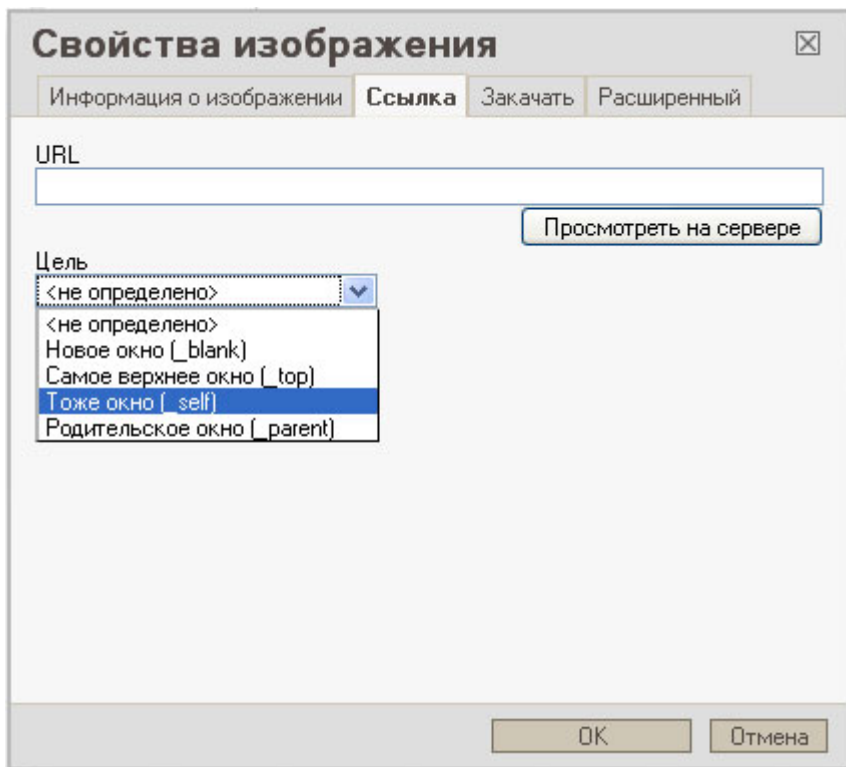 Свойства изображения
Информация о изображении Ссылка Закачать Расширенный
URL
Просмотреть на сервере
Цель
<не определено>
<не определено>
Новое окно (_blank)
Самое верхнее окно (_top)
Тоже окно (_self)
Родительское окно (_parent)
OK Отмена